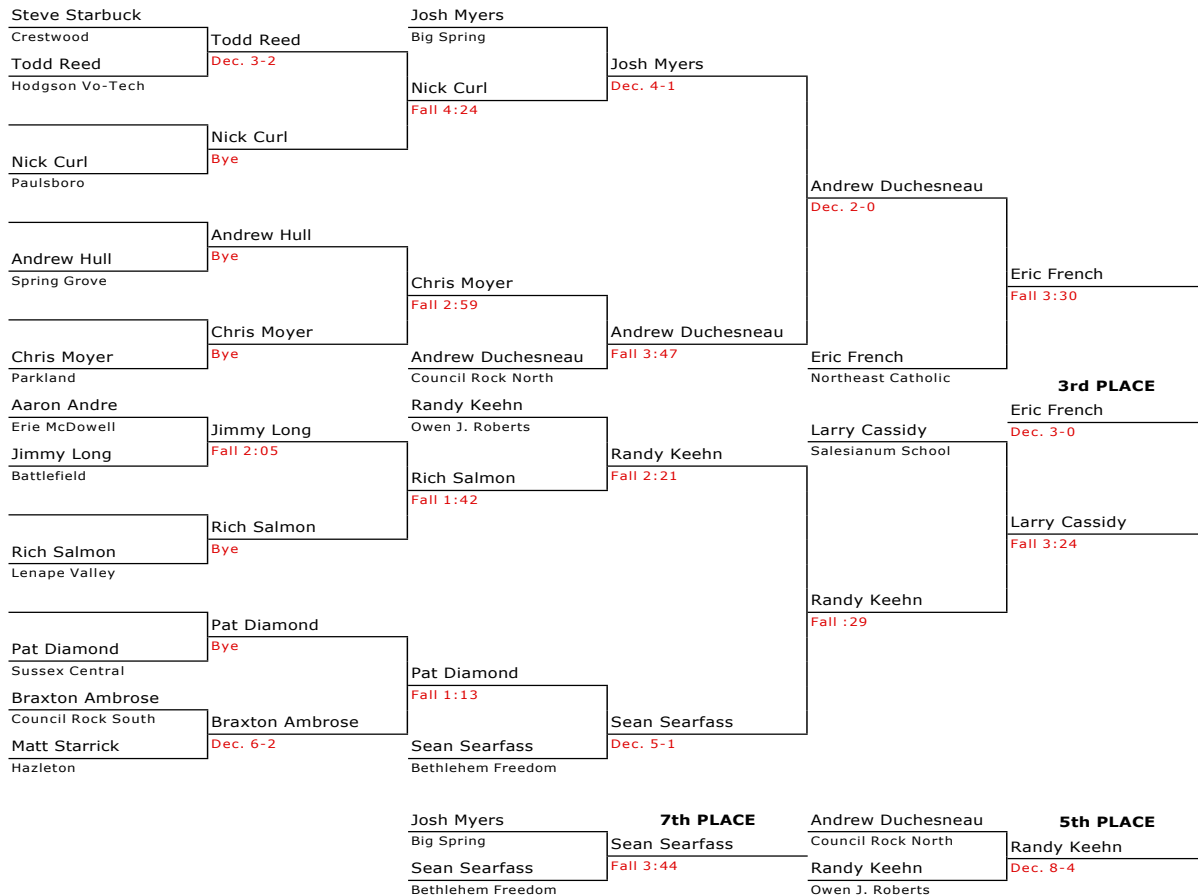 Steve Starbuck
Crestwood
Todd Reed
Hodgson Vo-Tech
Nick Curl
Paulsboro
Andrew Hull
Spring Grove
Chris Moyer
Parkland
Aaron Andre
Erie McDowell
Jimmy Long
Battlefield
Rich Salmon
Lenape Valley
Pat Diamond
Sussex Central
Braxton Ambrose
Council Rock South
Matt Starrick
Hazleton
Todd Reed
Dec. 3-2
Nick Curl
Bye
Andrew Hull
Bye
Chris Moyer
Bye
Jimmy Long
Fall 2:05
Rich Salmon
Bye
Pat Diamond
Bye
Braxton Ambrose
Dec. 6-2
Josh Myers
Big Spring
Nick Curl
Fall 4:24
Chris Moyer
Fall 2:59
Andrew Duchesneau
Council Rock North
Randy Keehn
Owen J. Roberts
Rich Salmon
Fall 1:42
Pat Diamond
Fall 1:13
Sean Searfass
Bethlehem Freedom
Josh Myers
Dec. 4-1
Andrew Duchesneau
Fall 3:47
Randy Keehn
Fall 2:21
Sean Searfass
Dec. 5-1
Andrew Duchesneau
Dec. 2-0
Eric French
Northeast Catholic
Larry Cassidy
Salesianum School
Randy Keehn
Fall :29
Eric French
Fall 3:30
3rd PLACE
Eric French
Dec. 3-0
Larry Cassidy
Fall 3:24
Josh Myers
Big Spring
Sean Searfass
Bethlehem Freedom
7th PLACE
Sean Searfass
Fall 3:44
Andrew Duchesneau
Council Rock North
Randy Keehn
Owen J. Roberts
5th PLACE
Randy Keehn
Dec. 8-4